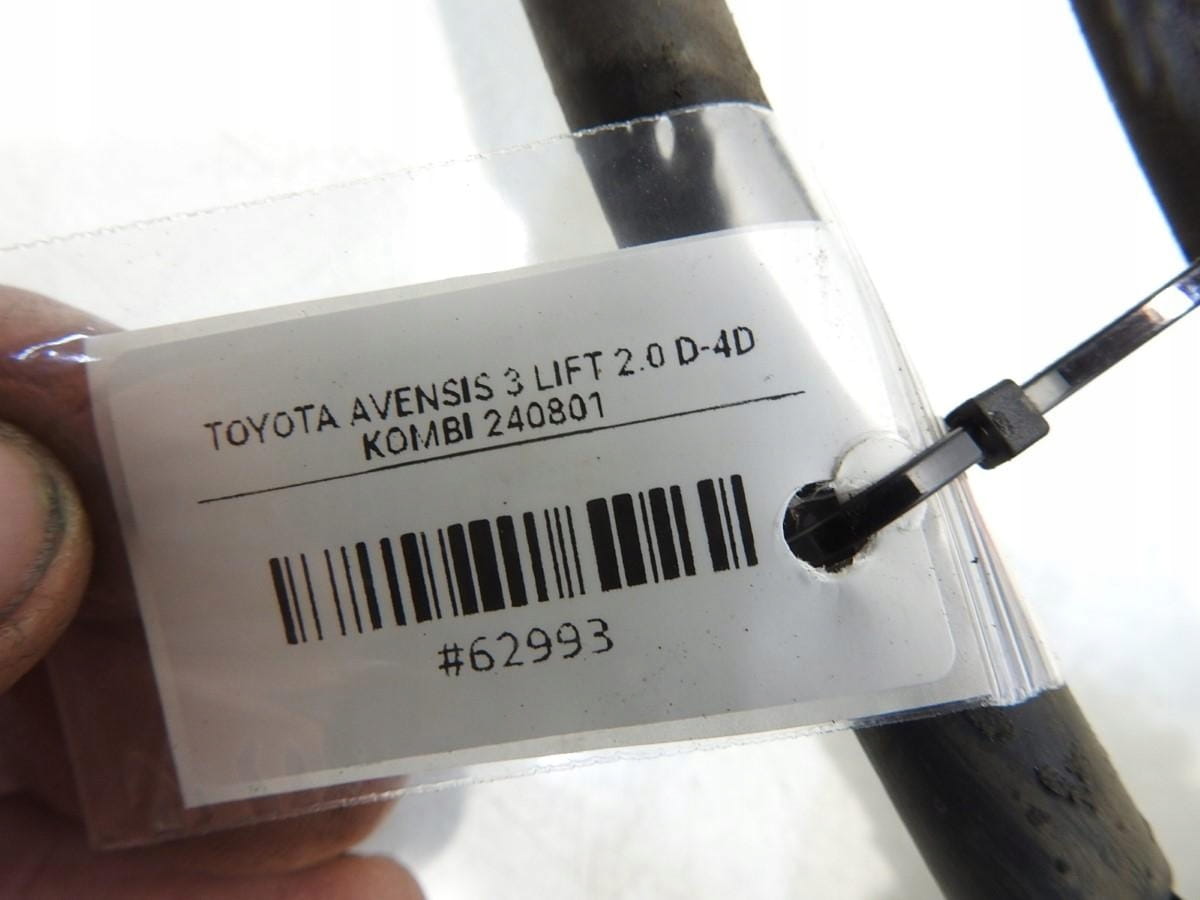 TOYOTA AVENSIS 3 LIFT 2.0 D-4D
KOMBI 240801
#62993